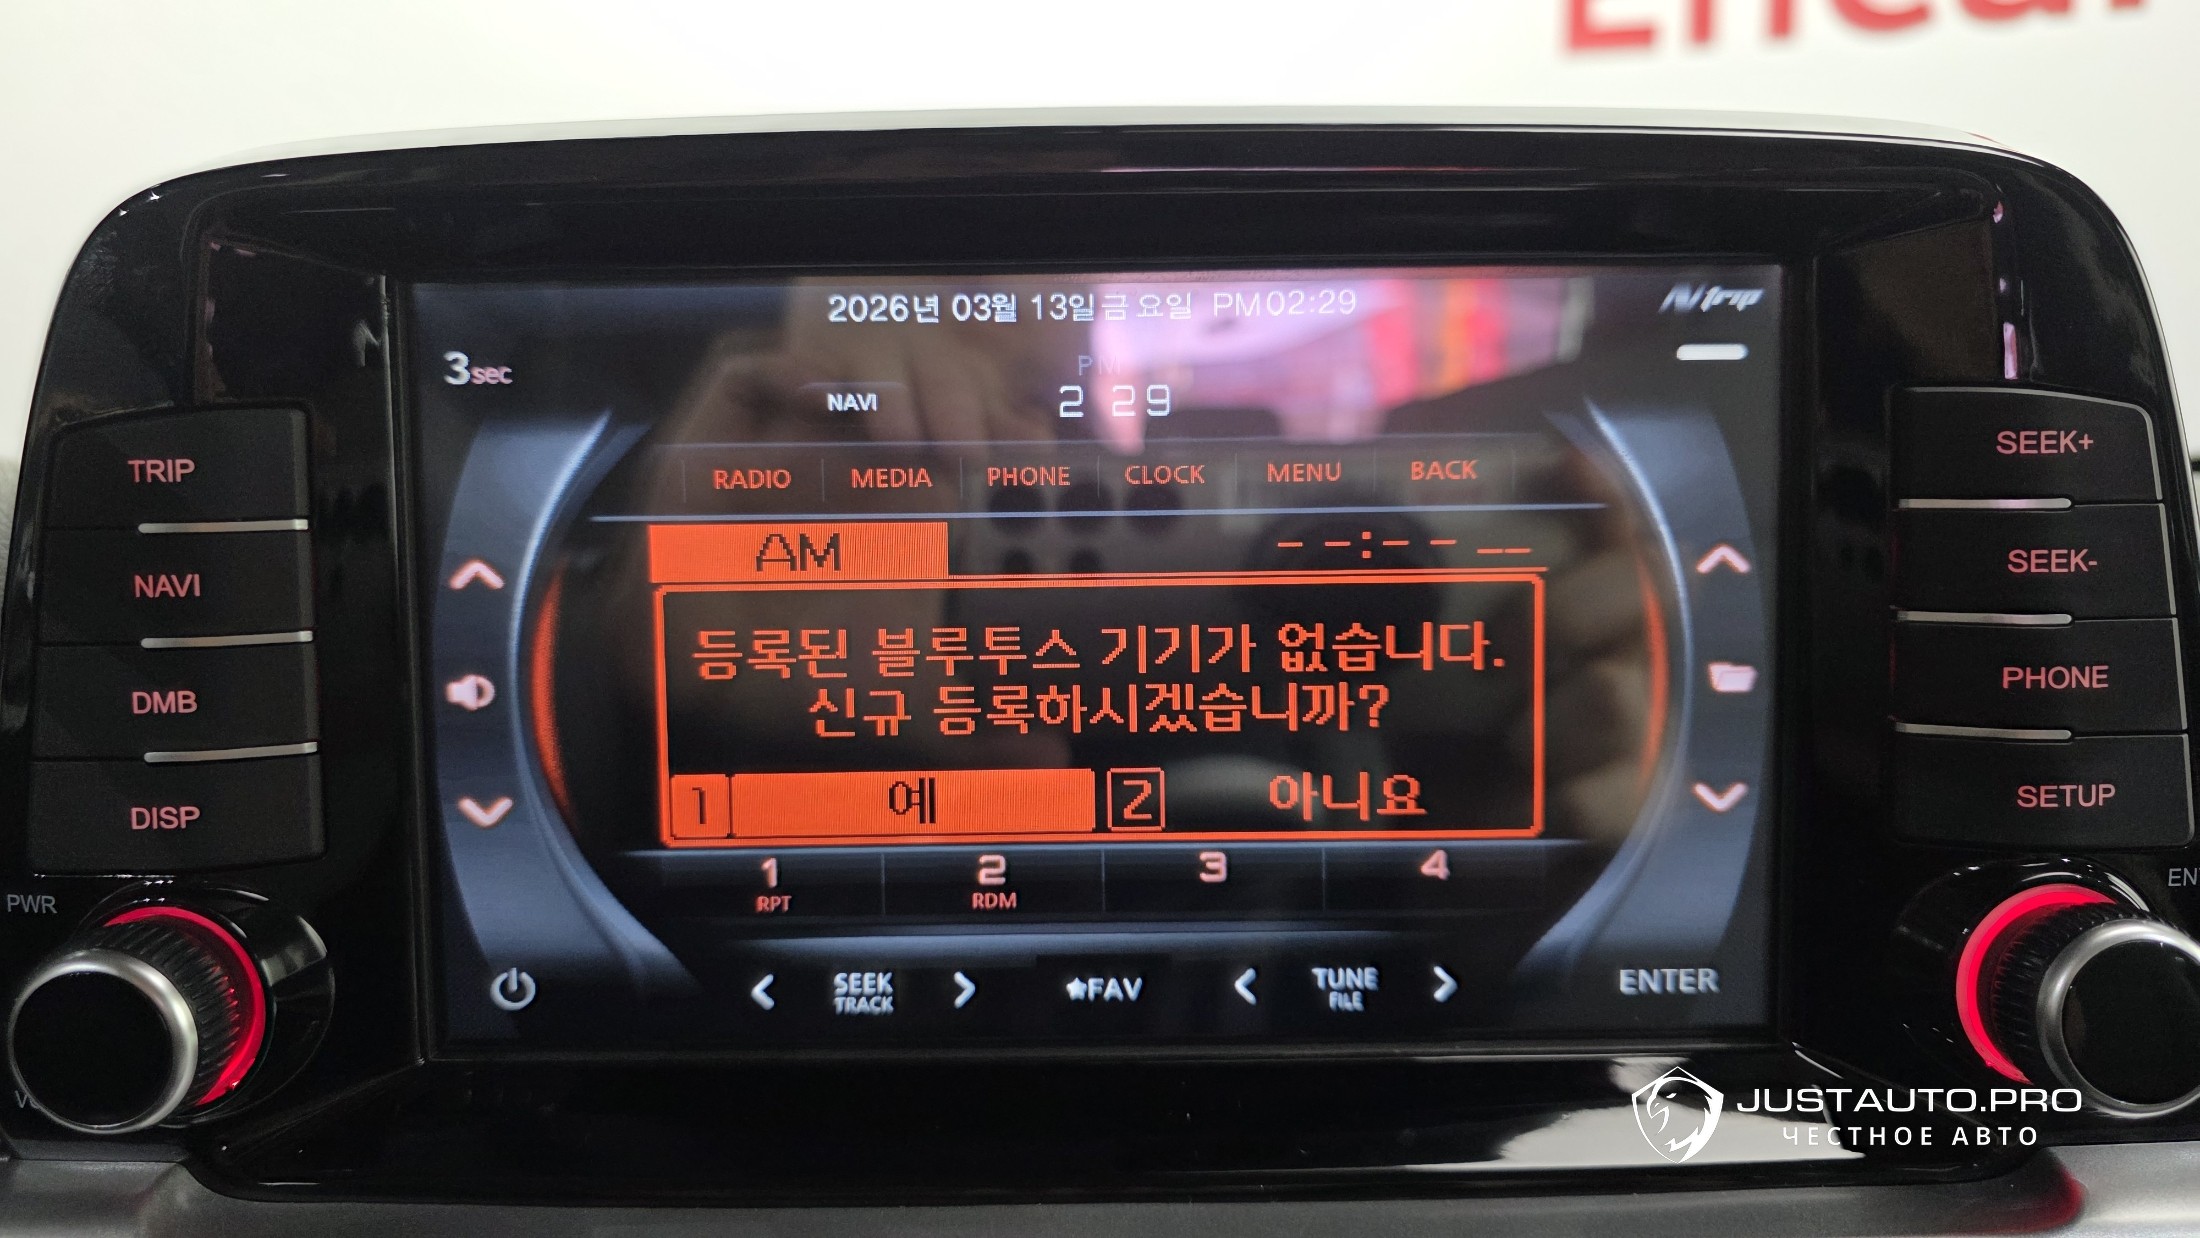 2026년 03월 13일금요일 PM02:29
Ntrip
3sec
PM
NAVI
2 29
RADIO MEDIA PHONE CLOCK MENU BACK
AM
--:-- --
등록된 블루투스 기기가 없습니다.
신규 등록하시겠습니까?
1 예 2 아니요
1 2 3 4
RPT RDM
SEEK TRACK
★FAV
TUNE FILE
ENTER
TRIP
NAVI
DMB
DISP
PWR
SEEK+
SEEK-
PHONE
SETUP
JUSTAUTO.PRO
ЧЕСТНОЕ АВТО